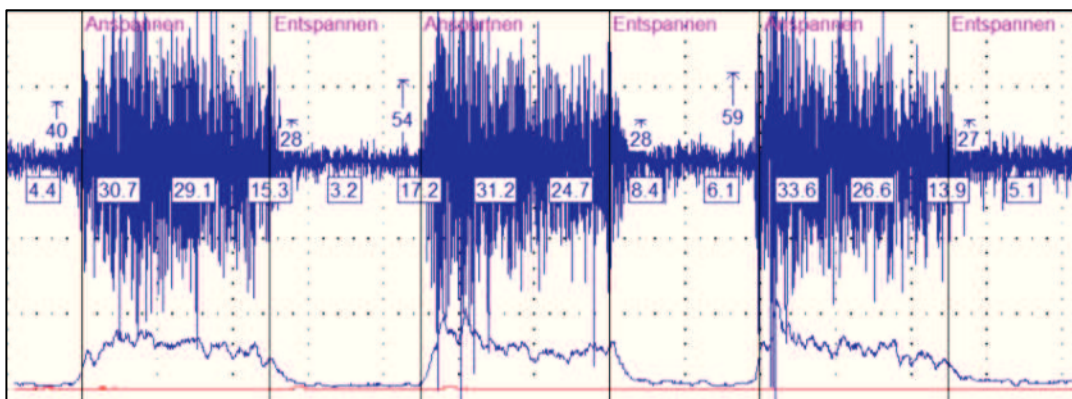 Anspannen Entspannen Anspannen Entspannen Anspannen Entspannen
40 28 54 28 59 27
4.4 30.7 29.1 15.3 3.2 17.2 31.2 24.7 8.4 6.1 33.6 26.6 13.9 5.1